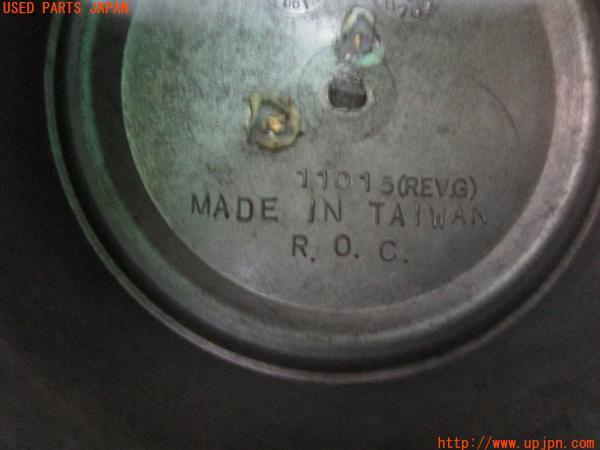 USED PARTS JAPAN
11015(REV.G)
MADE IN TAIWAN
R. O. C.
http://www.upjpn.com